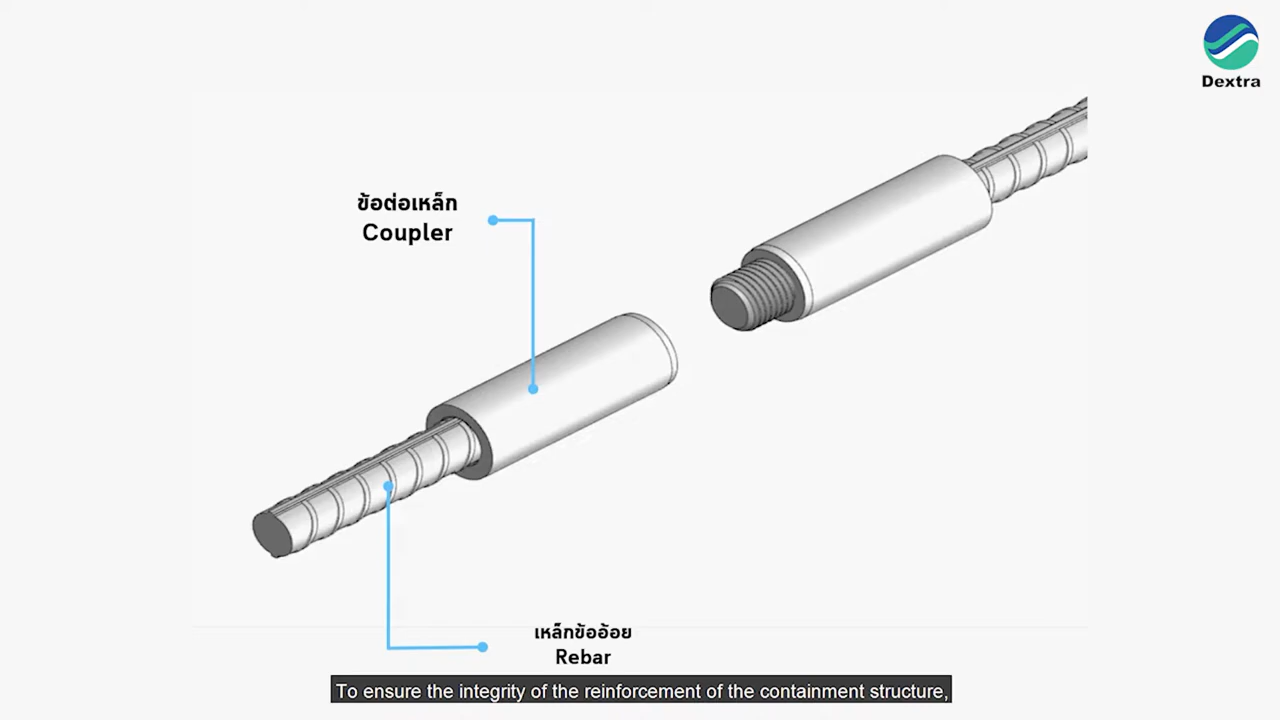 Dextra
ข้อต่อเหล็ก
Coupler
เหล็กข้ออ้อย
Rebar
To ensure the integrity of the reinforcement of the containment structure,